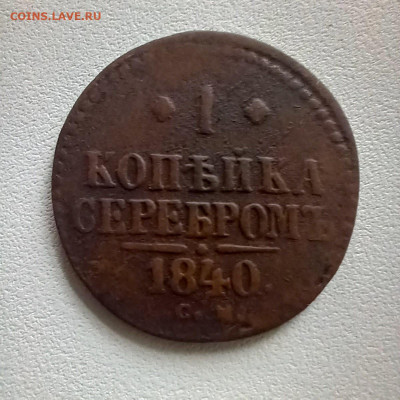 COINS.LAVE.RU
1
КОПѢЙКА
СЕРЕБРОМЪ
1840.
С.